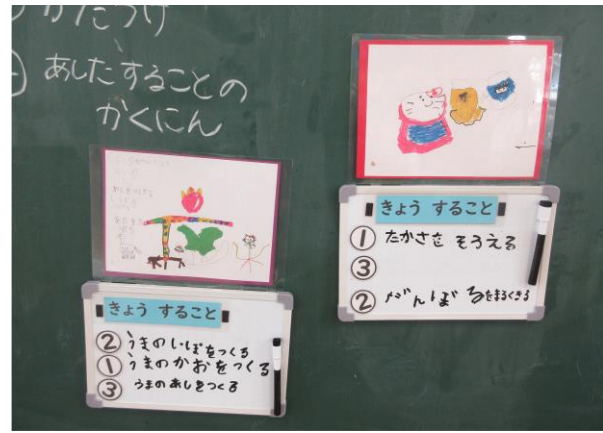 かたづけ
あしたすることの
かくにん
きょう すること
② うまのいばをつくる
① うまのかおをつくる
③ うまのあしをつくる
きょう すること
① たかさを そろえる
③
② だんぼるをまるくきる